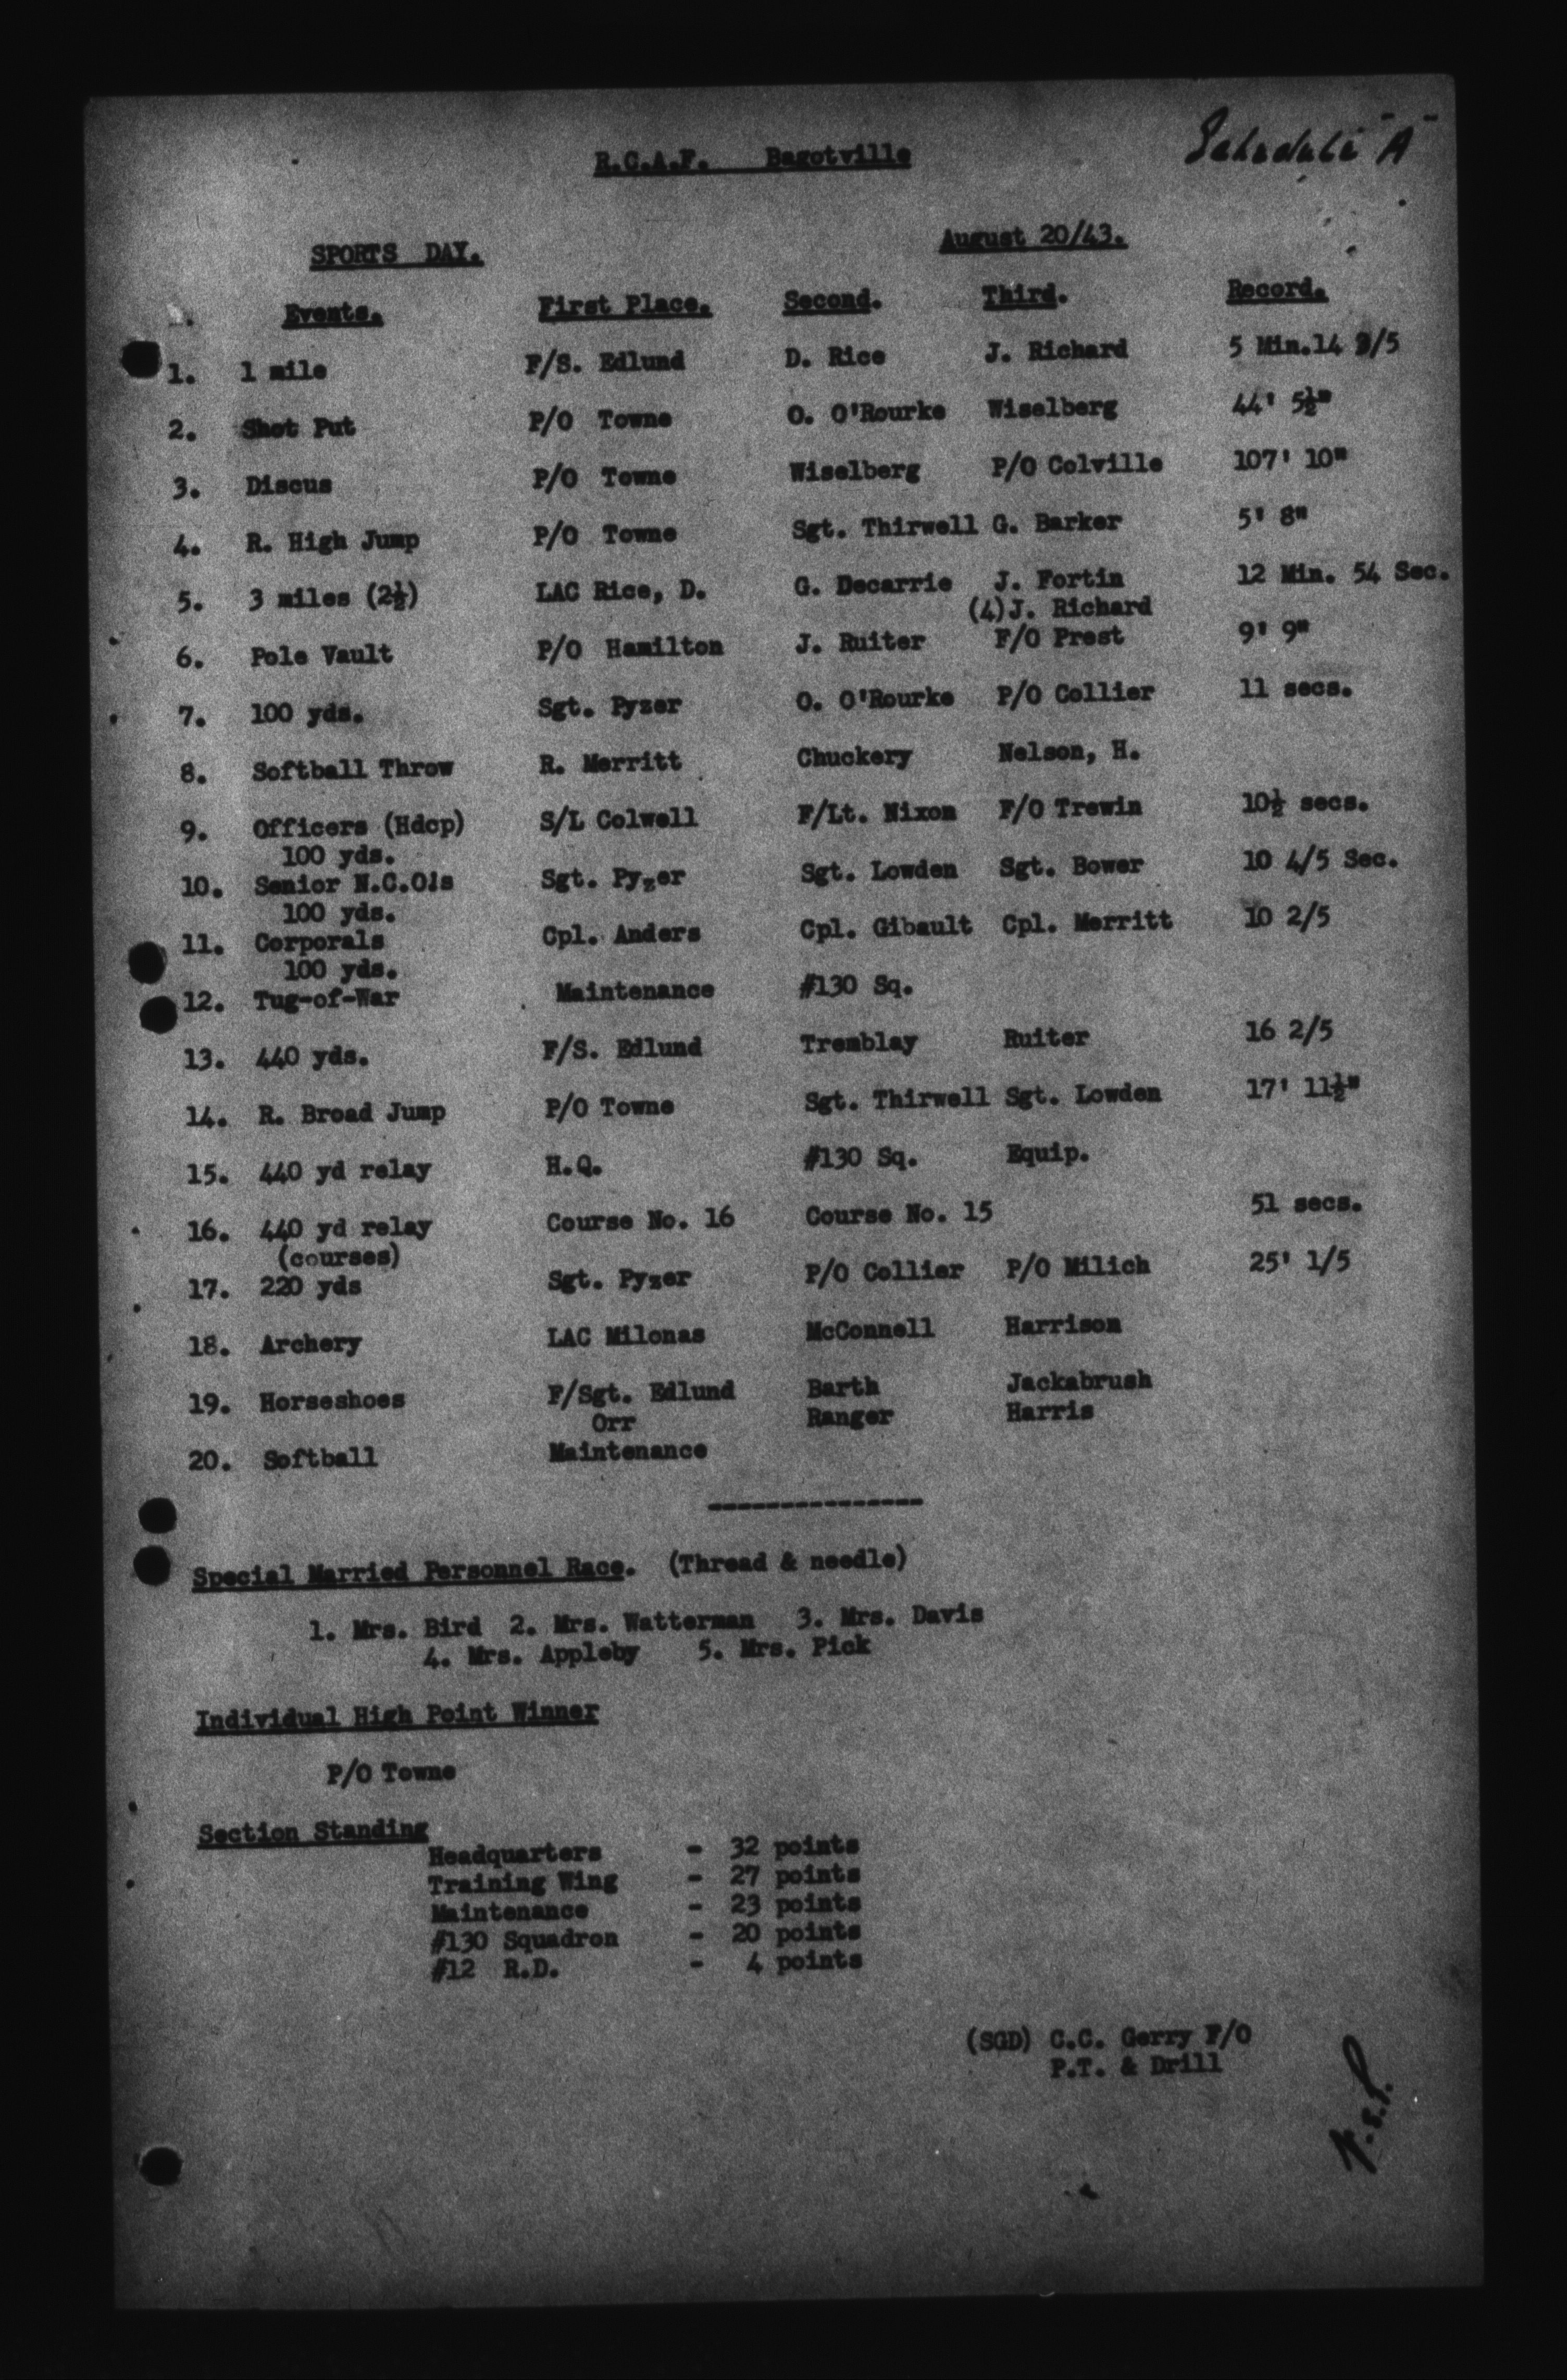 Schedule "A"
R.C.A.F. Bagotville
SPORTS DAY. August 20/43.
Events. First Place. Second. Third. Record.
1. 1 mile F/S. Edlund D. Rice J. Richard 5 Min.14 /5
2. Shot Put P/O Towne O. O'Rourke Wiselberg 44' 5½"
3. Discus P/O Towne Wiselberg P/O Colville 107' 10"
4. R. High Jump P/O Towne Sgt. Thirwell G. Barker 5' 8"
5. 3 miles (2½) LAC Rice, D. G. Decarrie J. Fortin 12 Min. 54 Sec.
(4)J. Richard
6. Pole Vault P/O Hamilton J. Ruiter F/O Prest 9' 9"
7. 100 yds. Sgt. Pyzer O. O'Rourke P/O Collier 11 secs.
8. Softball Throw R. Merritt Chuckery Nelson, H.
9. Officers (Hdcp) S/L Colwell F/Lt. Nixon F/O Trewin 10½ secs.
100 yds.
10. Senior N.C.O's Sgt. Pyzer Sgt. Lowden Sgt. Bower 10 4/5 Sec.
100 yds.
11. Corporals Cpl. Anders Cpl. Gibault Cpl. Merritt 10 2/5
100 yds.
12. Tug-of-War Maintenance #130 Sq.
13. 440 yds. F/S. Edlund Tremblay Ruiter 16 2/5
14. R. Broad Jump P/O Towne Sgt. Thirwell Sgt. Lowden 17' 11½"
15. 440 yd relay H.Q. #130 Sq. Equip.
16. 440 yd relay Course No. 16 Course No. 15 51 secs.
(courses)
17. 220 yds Sgt. Pyzer P/O Collier P/O Milich 25' 1/5
18. Archery LAC Milonas McConnell Harrison
19. Horseshoes F/Sgt. Edlund Barth Jackabrush
Orr Ranger Harris
20. Softball Maintenance
---------------
Special Married Personnel Race. (Thread & needle)
1. Mrs. Bird 2. Mrs. Watterman 3. Mrs. Davis
4. Mrs. Appleby 5. Mrs. Pick
Individual High Point Winner
P/O Towne
Section Standing
Headquarters - 32 points
Training Wing - 27 points
Maintenance - 23 points
#130 Squadron - 20 points
#12 R.D. - 4 points
(SGD) C.C. Gerry F/O
P.T. & Drill